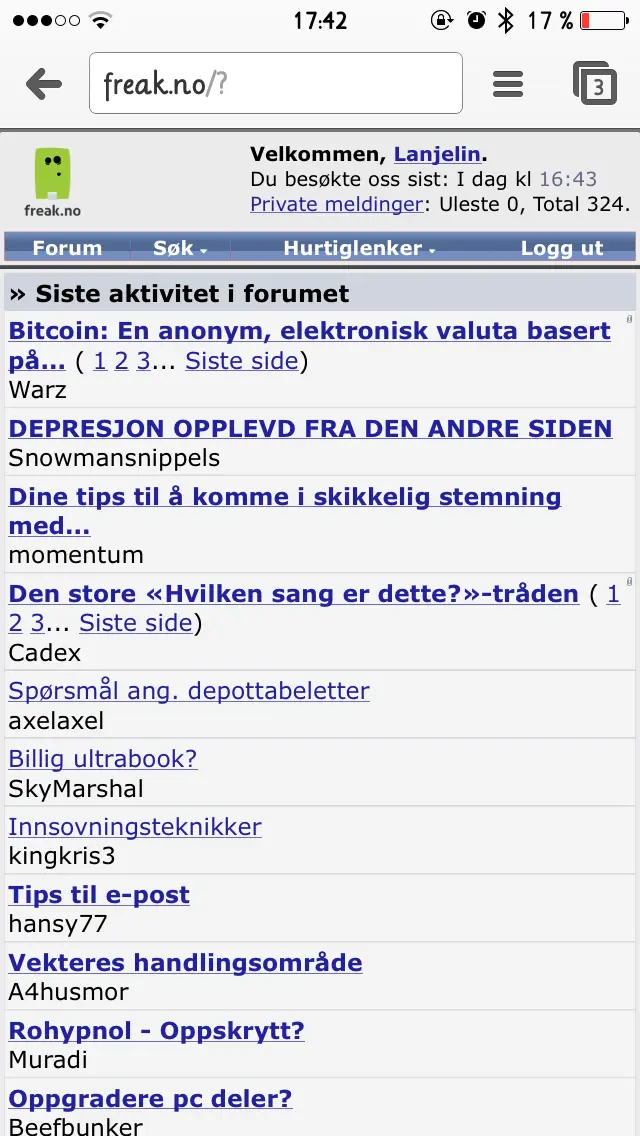 17:42 17 %
freak.no/?
3
freak.no
Velkommen, Lanjelin.
Du besøkte oss sist: I dag kl 16:43
Private meldinger: Uleste 0, Total 324.
Forum Søk Hurtiglenker Logg ut
» Siste aktivitet i forumet
Bitcoin: En anonym, elektronisk valuta basert
på... ( 1 2 3... Siste side)
Warz
DEPRESJON OPPLEVD FRA DEN ANDRE SIDEN
Snowmansnippels
Dine tips til å komme i skikkelig stemning
med...
momentum
Den store «Hvilken sang er dette?»-tråden ( 1
2 3... Siste side)
Cadex
Spørsmål ang. depottabeletter
axelaxel
Billig ultrabook?
SkyMarshal
Innsovningsteknikker
kingkris3
Tips til e-post
hansy77
Vekteres handlingsområde
A4husmor
Rohypnol - Oppskrytt?
Muradi
Oppgradere pc deler?
Beefbunker